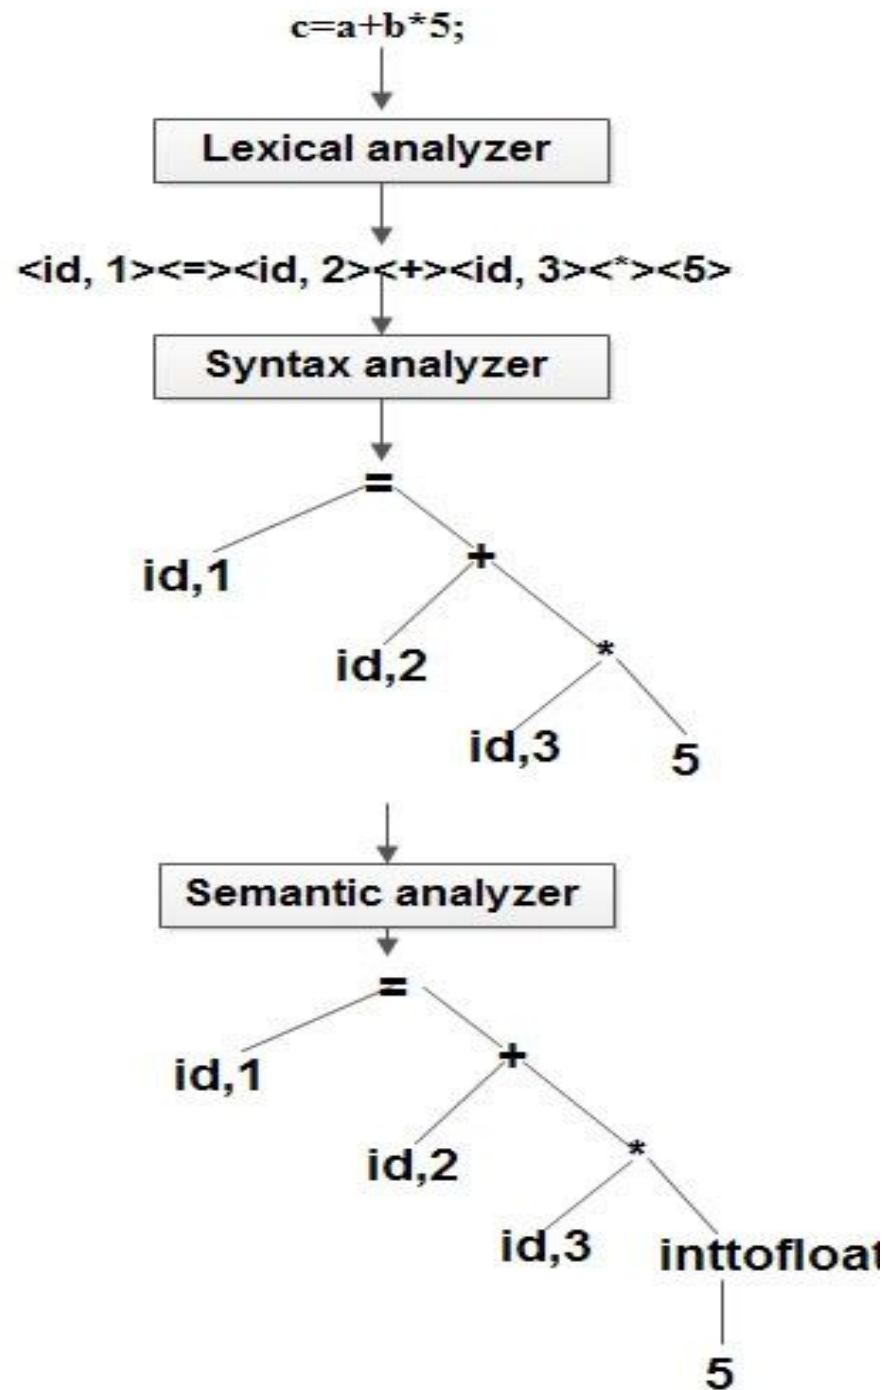 c=a+b*5;
Lexical analyzer
<id, 1><=><id, 2><+><id, 3><*><5>
Syntax analyzer
=
id,1
+
id,2
*
id,3
5
Semantic analyzer
=
id,1
+
id,2
*
id,3
inttofloat
5